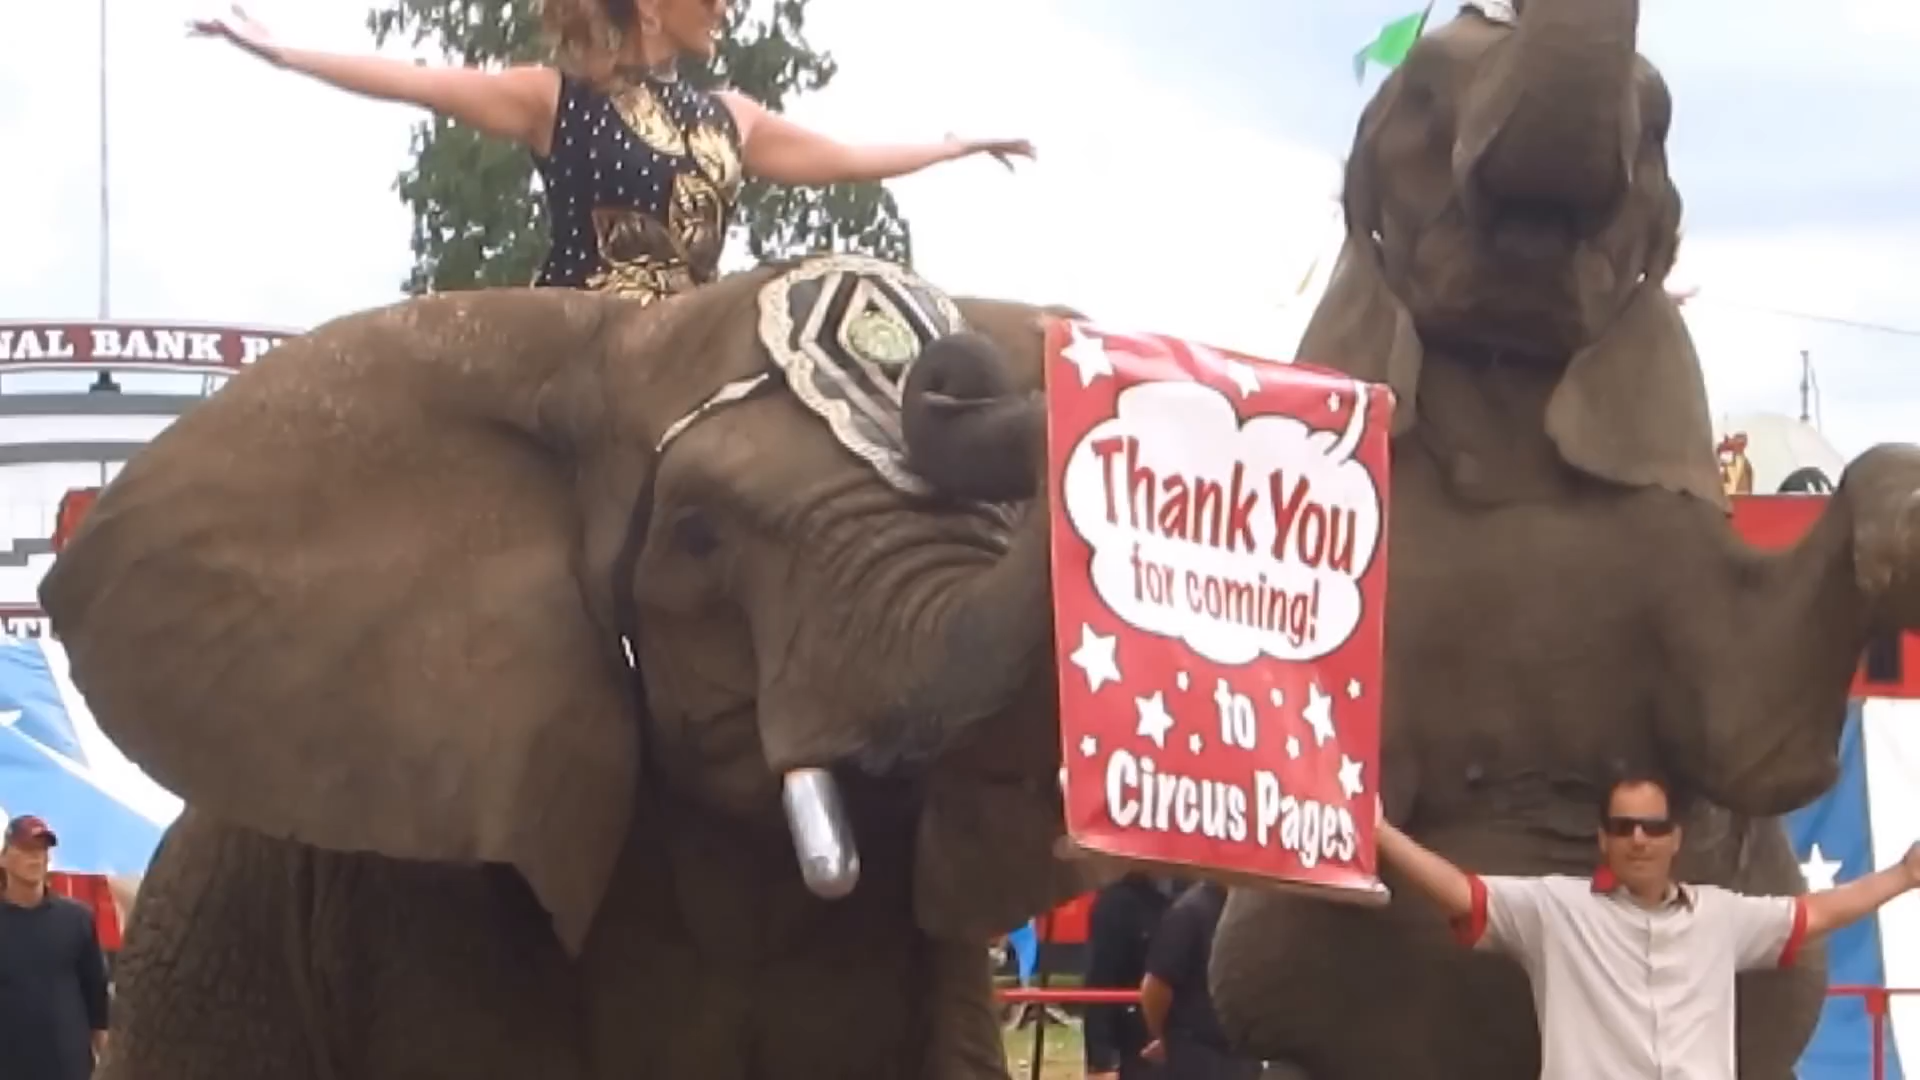 NAL BANK P
Thank You
for coming!
to
Circus Pages